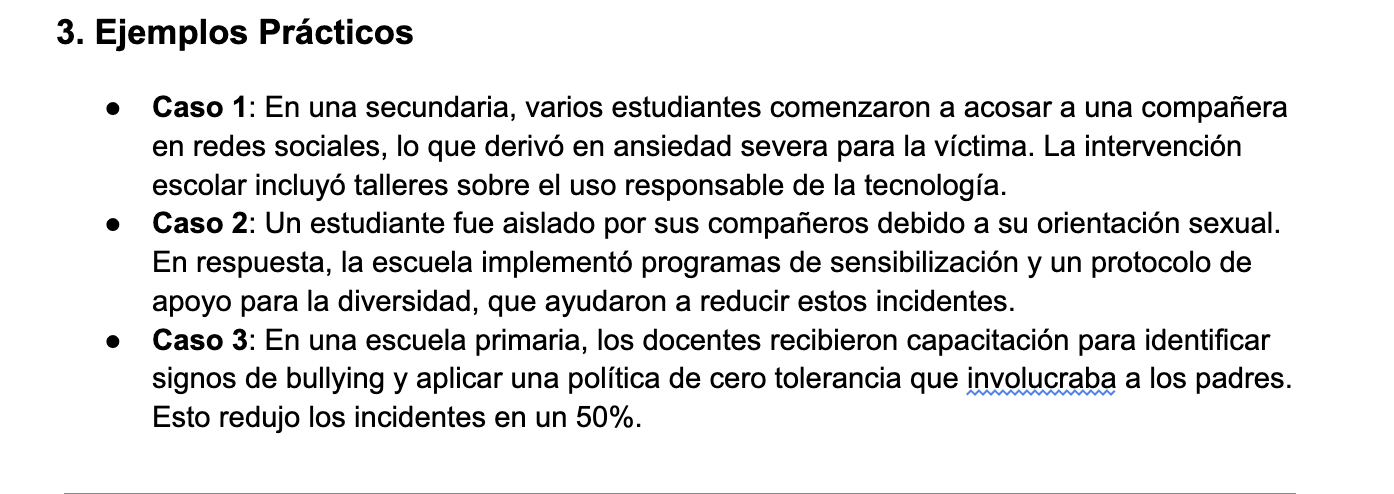 3. Ejemplos Prácticos
● Caso 1: En una secundaria, varios estudiantes comenzaron a acosar a una compañera
en redes sociales, lo que derivó en ansiedad severa para la víctima. La intervención
escolar incluyó talleres sobre el uso responsable de la tecnología.
● Caso 2: Un estudiante fue aislado por sus compañeros debido a su orientación sexual.
En respuesta, la escuela implementó programas de sensibilización y un protocolo de
apoyo para la diversidad, que ayudaron a reducir estos incidentes.
● Caso 3: En una escuela primaria, los docentes recibieron capacitación para identificar
signos de bullying y aplicar una política de cero tolerancia que involucraba a los padres.
Esto redujo los incidentes en un 50%.